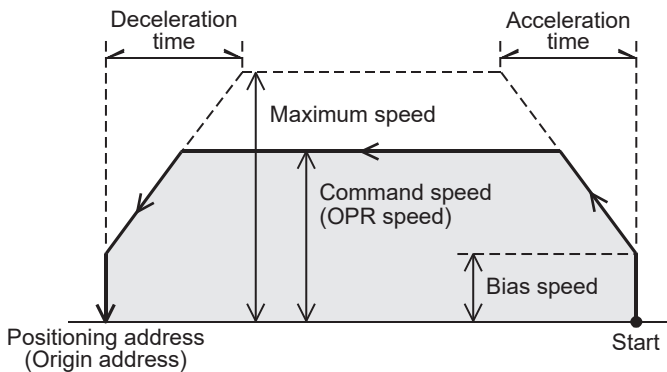 Deceleration
time
Acceleration
time
Maximum speed
Command speed
(OPR speed)
Bias speed
Positioning address
(Origin address)
Start